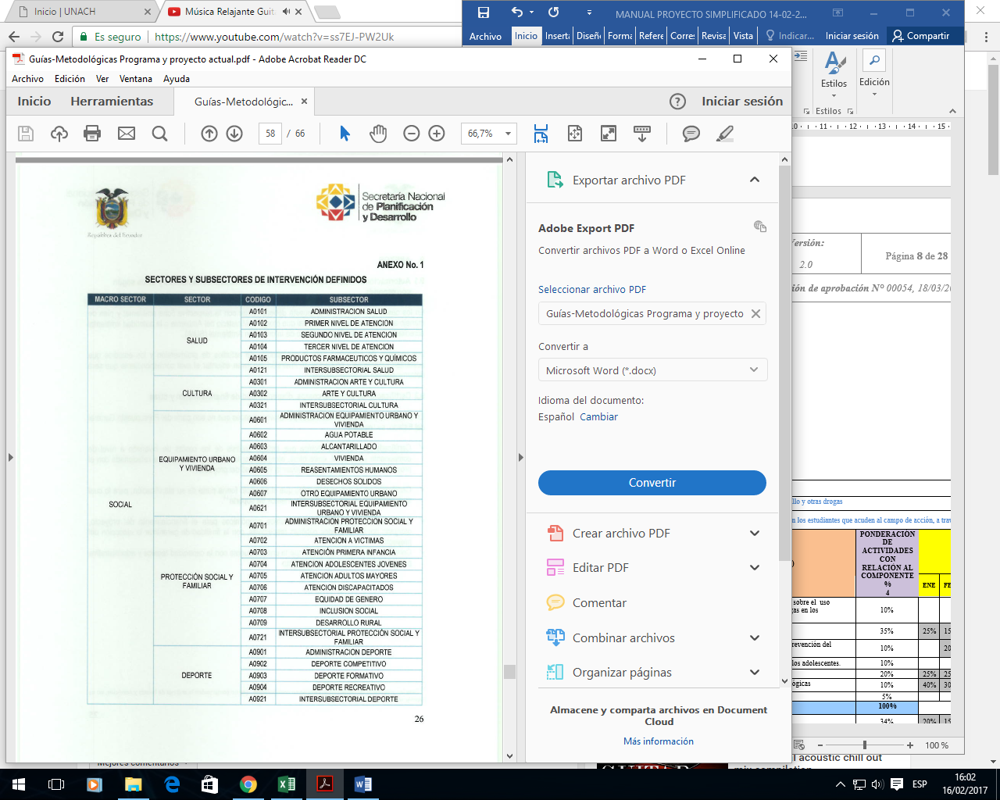 Inicio | UNACH
Música Relajante Guit
MANUAL PROYECTO SIMPLIFICADO 14-02-2...
Es seguro
https://www.youtube.com/watch?v=ss7EJ-PW2Uk
Archivo Inicio Insert Diseñ Forma Refere Corres Revisa Vista Indicar... Iniciar sesión Compartir
Guías-Metodológicas Programa y proyecto actual.pdf - Adobe Acrobat Reader DC
Archivo Edición Ver Ventana Ayuda
Estilos Edición
Inicio Herramientas Guías-Metodológic... Iniciar sesión
Estilos
58 / 66 66,7%
10 11 12 13 14 15
República del Ecuador
Secretaría Nacional
de Planificación
y Desarrollo
ANEXO No. 1
SECTORES Y SUBSECTORES DE INTERVENCIÓN DEFINIDOS
MACRO SECTOR SECTOR CODIGO SUBSECTOR
SOCIAL
SALUD
A0101 ADMINISTRACION SALUD
A0102 PRIMER NIVEL DE ATENCION
A0103 SEGUNDO NIVEL DE ATENCION
A0104 TERCER NIVEL DE ATENCION
A0105 PRODUCTOS FARMACEUTICOS Y QUÍMICOS
A0121 INTERSUBSECTORIAL SALUD
CULTURA
A0301 ADMINISTRACION ARTE Y CULTURA
A0302 ARTE Y CULTURA
A0321 INTERSUBSECTORIAL CULTURA
EQUIPAMIENTO URBANO
Y VIVIENDA
A0601 ADMINISTRACION EQUIPAMIENTO URBANO Y
VIVIENDA
A0602 AGUA POTABLE
A0603 ALCANTARILLADO
A0604 VIVIENDA
A0605 REASENTAMIENTOS HUMANOS
A0606 DESECHOS SOLIDOS
A0607 OTRO EQUIPAMIENTO URBANO
A0621 INTERSUBSECTORIAL EQUIPAMIENTO
URBANO Y VIVIENDA
PROTECCIÓN SOCIAL Y
FAMILIAR
A0701 ADMINISTRACION PROTECCION SOCIAL Y
FAMILIAR
A0702 ATENCION A VICTIMAS
A0703 ATENCIÓN PRIMERA INFANCIA
A0704 ATENCION ADOLESCENTES JOVENES
A0705 ATENCION ADULTOS MAYORES
A0706 ATENCION DISCAPACITADOS
A0707 EQUIDAD DE GENERO
A0708 INCLUSION SOCIAL
A0709 DESARROLLO RURAL
A0721 INTERSUBSECTORIAL PROTECCIÓN SOCIAL Y
FAMILIAR
DEPORTE
A0901 ADMINISTRACION DEPORTE
A0902 DEPORTE COMPETITIVO
A0903 DEPORTE FORMATIVO
A0904 DEPORTE RECREATIVO
A0921 INTERSUBSECTORIAL DEPORTE
26
Exportar archivo PDF
Adobe Export PDF
Convertir archivos PDF a Word o Excel Online
Seleccionar archivo PDF
Guías-Metodológicas Programa y proyecto
Convertir a
Microsoft Word (*.docx)
Idioma del documento:
Español Cambiar
Convertir
Crear archivo PDF
Editar PDF
Comentar
Combinar archivos
Organizar páginas
Almacene y comparta archivos en Document
Cloud
Más información
Versión:
2.0
Página 8 de 28
ión de aprobación N° 00054, 18/03/20
llo y otras drogas
n los estudiantes que acuden al campo de acción, a trav
PONDERACIÓN
DE
ACTIVIDADES
CON
RELACIÓN AL
COMPONENTE
%
4
ENE FE
sobre el uso
as en los
10%
35% 25% 15
revención del
10% 20
los adolescentes. 10%
20% 25% 25
ógicas 10% 40% 30
5%
100%
34% 20% 15
100 %
Mejores comentarios
l acoustic chill out
mix compilation
ESP
16:02
16/02/2017